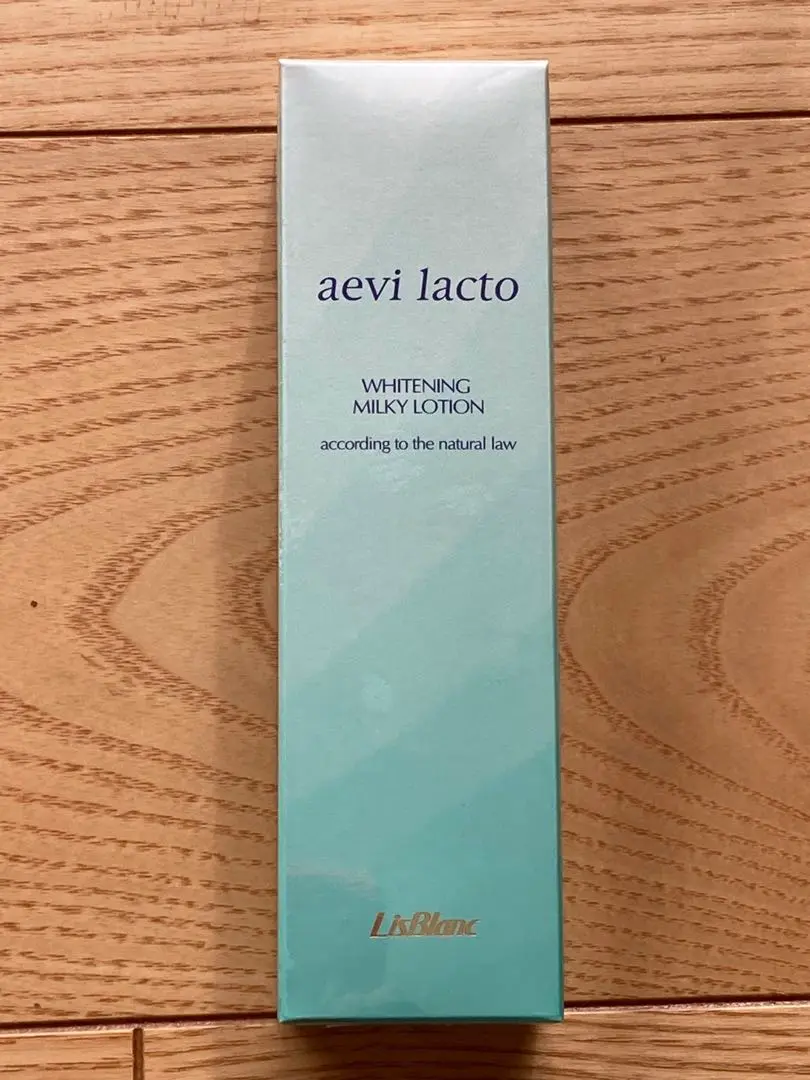 aevi lacto
WHITENING
MILKY LOTION
according to the natural law
LisBlanc